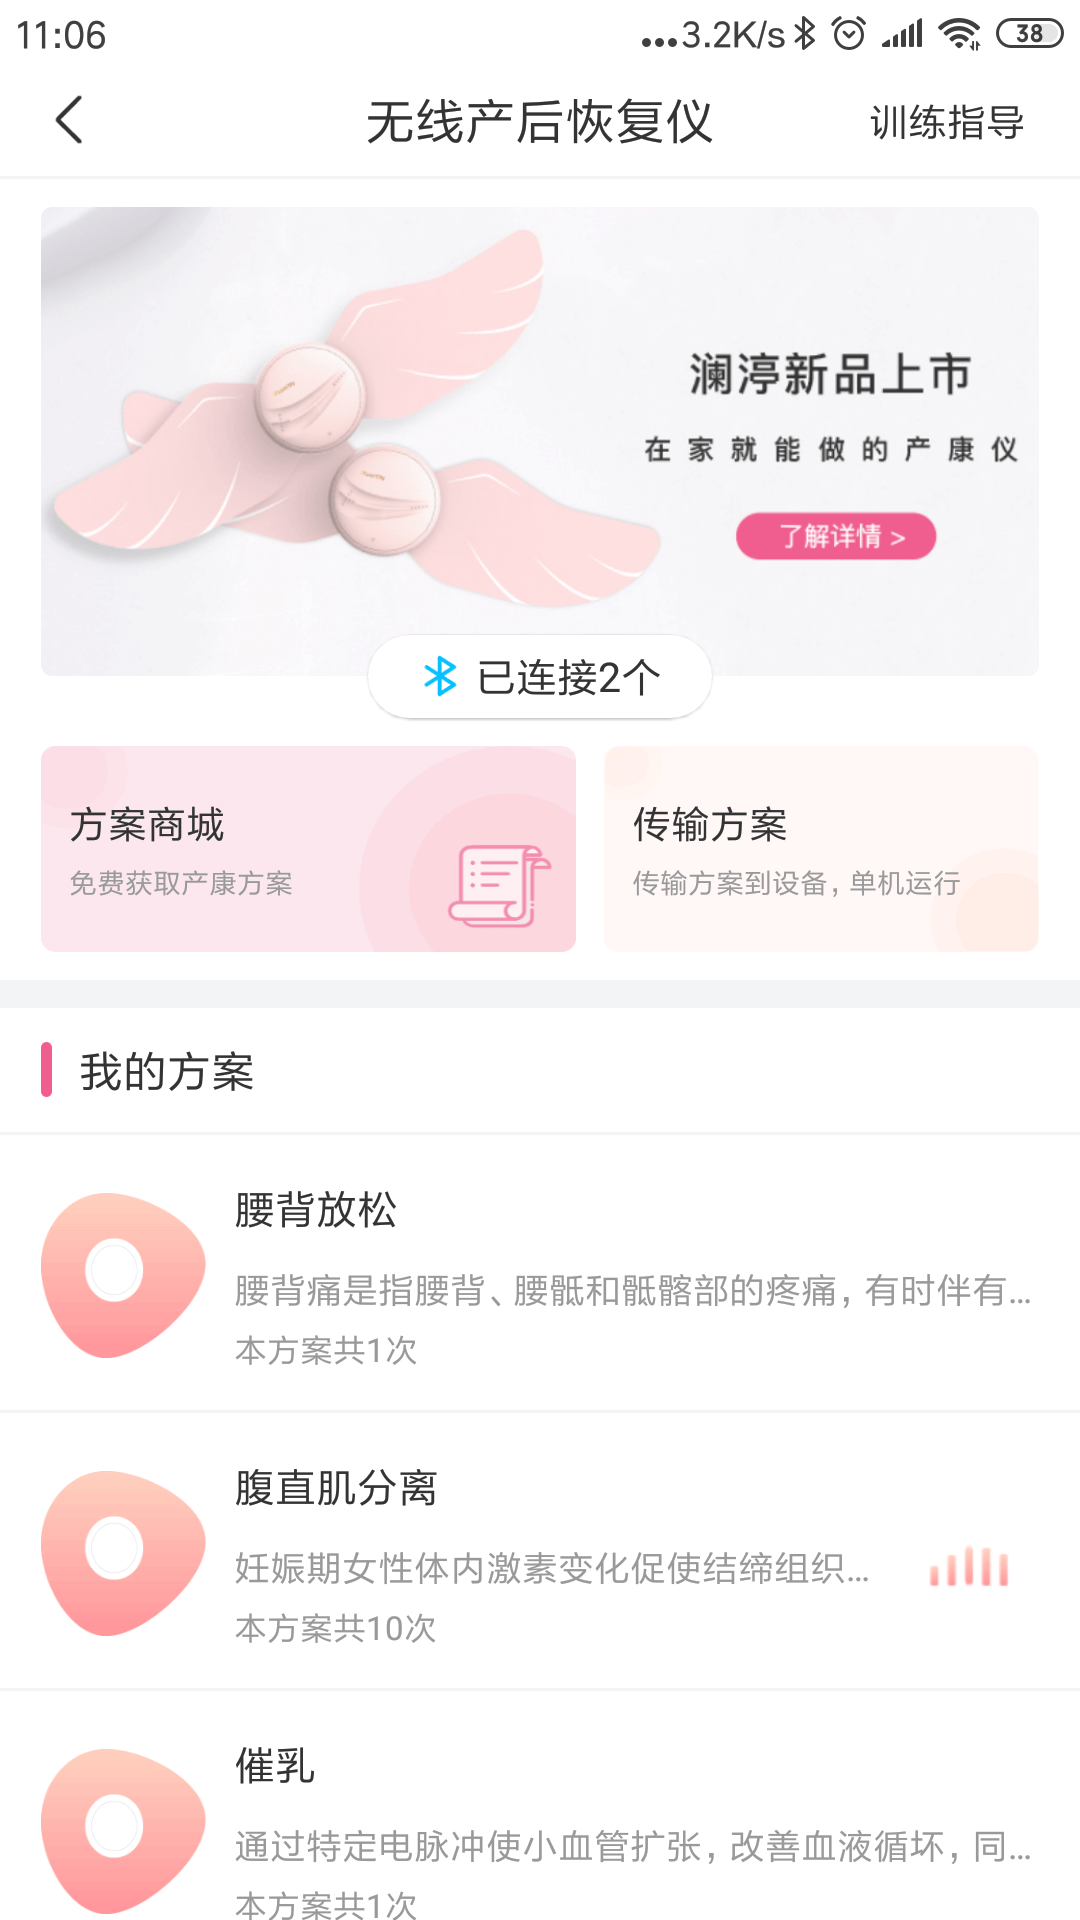 11:06
...3.2K/s
38
无线产后恢复仪
训练指导
澜渟新品上市
在家就能做的产康仪
了解详情 >
已连接2个
方案商城
免费获取产康方案
传输方案
传输方案到设备, 单机运行
我的方案
腰背放松
腰背痛是指腰背、腰骶和骶髂部的疼痛, 有时伴有...
本方案共1次
腹直肌分离
妊娠期女性体内激素变化促使结缔组织...
本方案共10次
催乳
通过特定电脉冲使小血管扩张, 改善血液循坏, 同...
本方案共1次